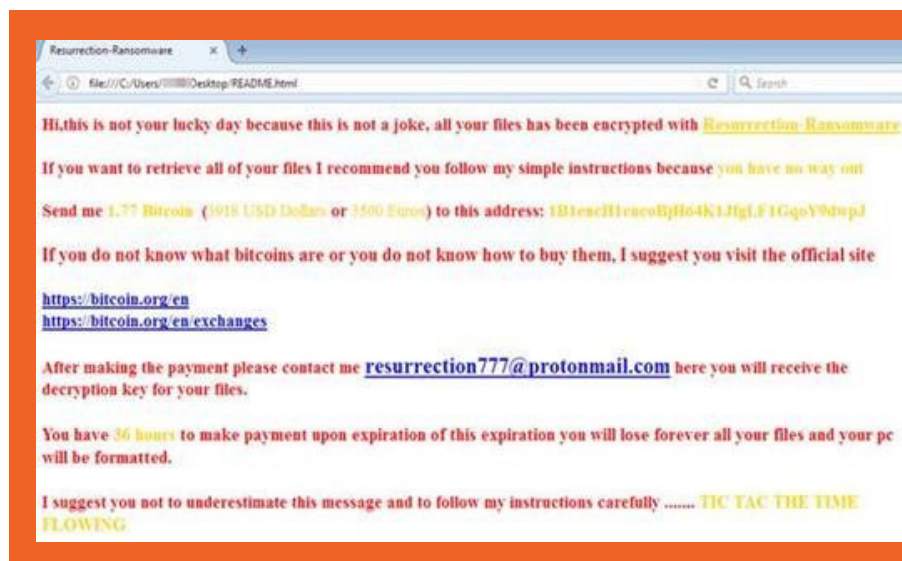 Resurrection-Ransomware
file:///C:/Users/ Desktop/README.html
Search
Hi,this is not your lucky day because this is not a joke, all your files has been encrypted with Resurrection-Ransomware
If you want to retrieve all of your files I recommend you follow my simple instructions because you have no way out
Send me 1.77 Bitcoin (3918 USD Dollars or 3500 Euros) to this address:
If you do not know what bitcoins are or you do not know how to buy them, I suggest you visit the official site
https://bitcoin.org/en
https://bitcoin.org/en/exchanges
After making the payment please contact me resurrection777@protonmail.com here you will receive the
decryption key for your files.
You have 36 hours to make payment upon expiration of this expiration you will lose forever all your files and your pc
will be formatted.
I suggest you not to underestimate this message and to follow my instructions carefully ....... TIC TAC THE TIME
FLOWING